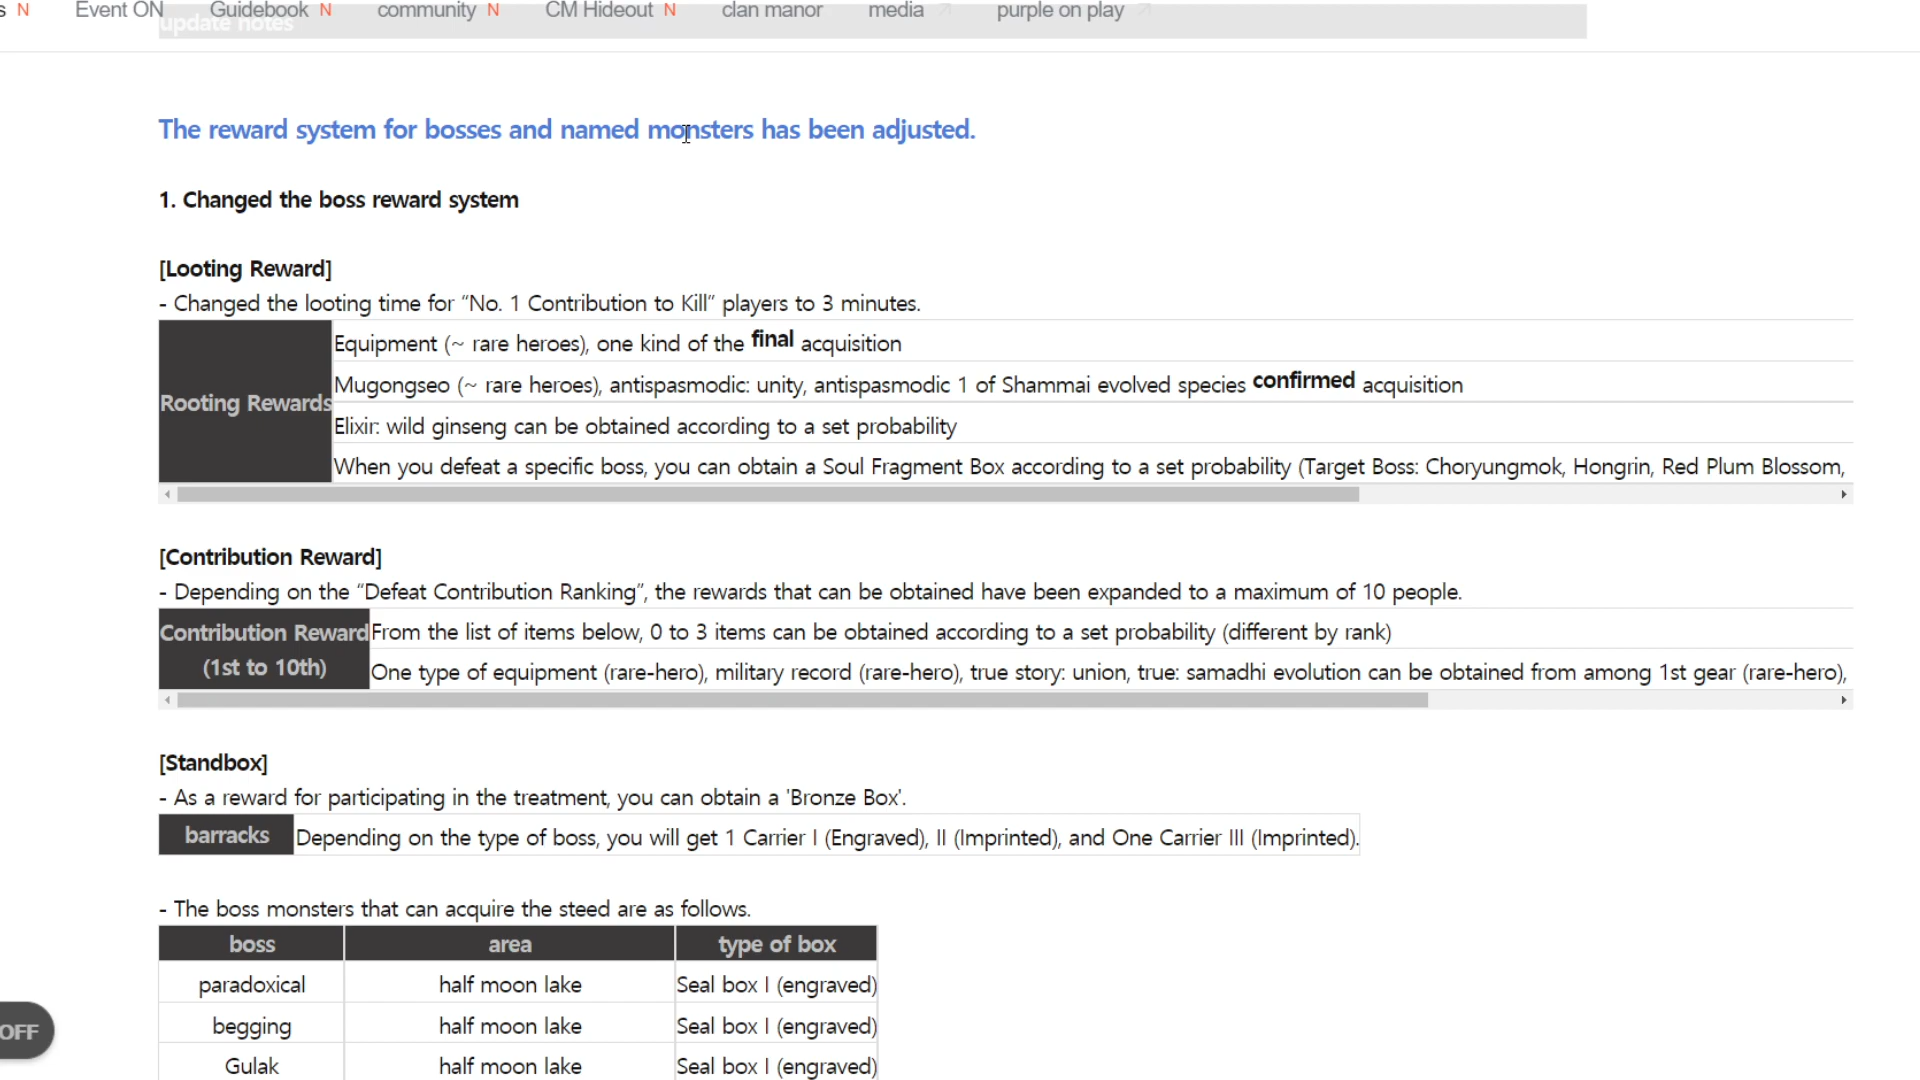 s N Event ON Guidebook N community N CM Hideout N clan manor media purple on play
update notes
The reward system for bosses and named monsters has been adjusted.
1. Changed the boss reward system
[Looting Reward]
- Changed the looting time for “No. 1 Contribution to Kill” players to 3 minutes.
Rooting Rewards
Equipment (~ rare heroes), one kind of the final acquisition
Mugongseo (~ rare heroes), antispasmodic: unity, antispasmodic 1 of Shammai evolved species confirmed acquisition
Elixir: wild ginseng can be obtained according to a set probability
When you defeat a specific boss, you can obtain a Soul Fragment Box according to a set probability (Target Boss: Choryungmok, Hongrin, Red Plum Blossom,
[Contribution Reward]
- Depending on the “Defeat Contribution Ranking”, the rewards that can be obtained have been expanded to a maximum of 10 people.
Contribution Reward
(1st to 10th)
From the list of items below, 0 to 3 items can be obtained according to a set probability (different by rank)
One type of equipment (rare-hero), military record (rare-hero), true story: union, true: samadhi evolution can be obtained from among 1st gear (rare-hero),
[Standbox]
- As a reward for participating in the treatment, you can obtain a 'Bronze Box'.
barracks Depending on the type of boss, you will get 1 Carrier I (Engraved), II (Imprinted), and One Carrier III (Imprinted).
- The boss monsters that can acquire the steed are as follows.
boss area type of box
paradoxical half moon lake Seal box I (engraved)
begging half moon lake Seal box I (engraved)
Gulak half moon lake Seal box I (engraved)
OFF